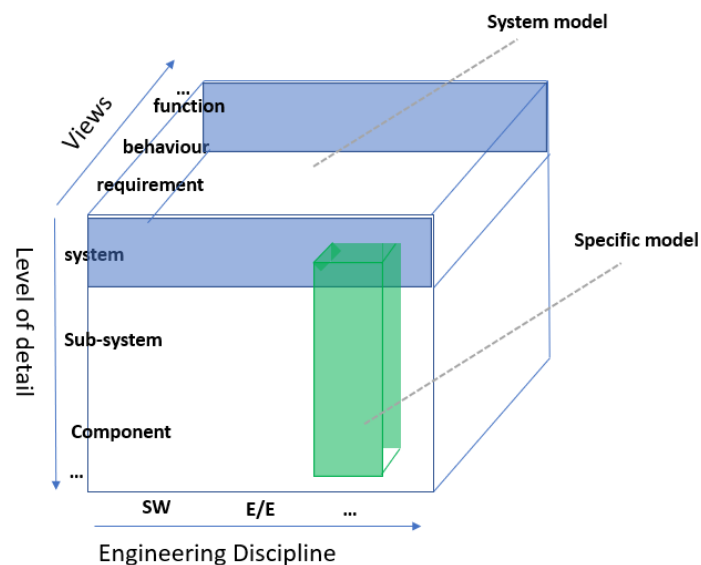 System model
...
function
Views
behaviour
requirement
Specific model
system
Level of detail
Sub-system
Component
...
SW
E/E
...
Engineering Discipline